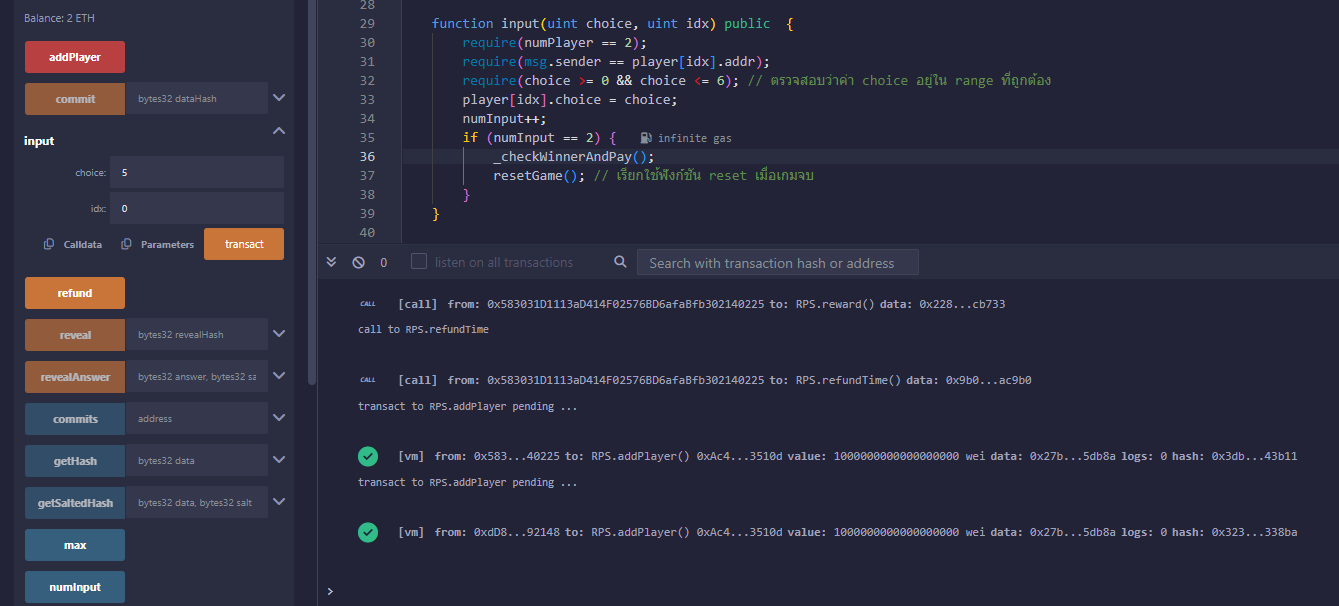 Balance: 2 ETH
addPlayer
commit bytes32 dataHash
input
choice: 5
idx: 0
Calldata Parameters transact
refund
reveal bytes32 revealHash
revealAnswer bytes32 answer, bytes32 sa
commits address
getHash bytes32 data
getSaltedHash bytes32 data, bytes32 salt
max
numInput
28
29 function input(uint choice, uint idx) public {
30 require(numPlayer == 2);
31 require(msg.sender == player[idx].addr);
32 require(choice >= 0 && choice <= 6); // ตรวจสอบว่าค่า choice อยู่ใน range ที่ถูกต้อง
33 player[idx].choice = choice;
34 numInput++;
35 if (numInput == 2) { infinite gas
36 _checkWinnerAndPay();
37 resetGame(); // เรียกใช้ฟังก์ชัน reset เมื่อเกมจบ
38 }
39 }
40
0 listen on all transactions Search with transaction hash or address
CALL [call] from: 0x583031D1113aD414F02576BD6afaBfb302140225 to: RPS.reward() data: 0x228...cb733
call to RPS.refundTime
CALL [call] from: 0x583031D1113aD414F02576BD6afaBfb302140225 to: RPS.refundTime() data: 0x9b0...ac9b0
transact to RPS.addPlayer pending ...
[vm] from: 0x583...40225 to: RPS.addPlayer() 0xAc4...3510d value: 1000000000000000000 wei data: 0x27b...5db8a logs: 0 hash: 0x3db...43b11
transact to RPS.addPlayer pending ...
[vm] from: 0xdD8...92148 to: RPS.addPlayer() 0xAc4...3510d value: 1000000000000000000 wei data: 0x27b...5db8a logs: 0 hash: 0x323...338ba
>